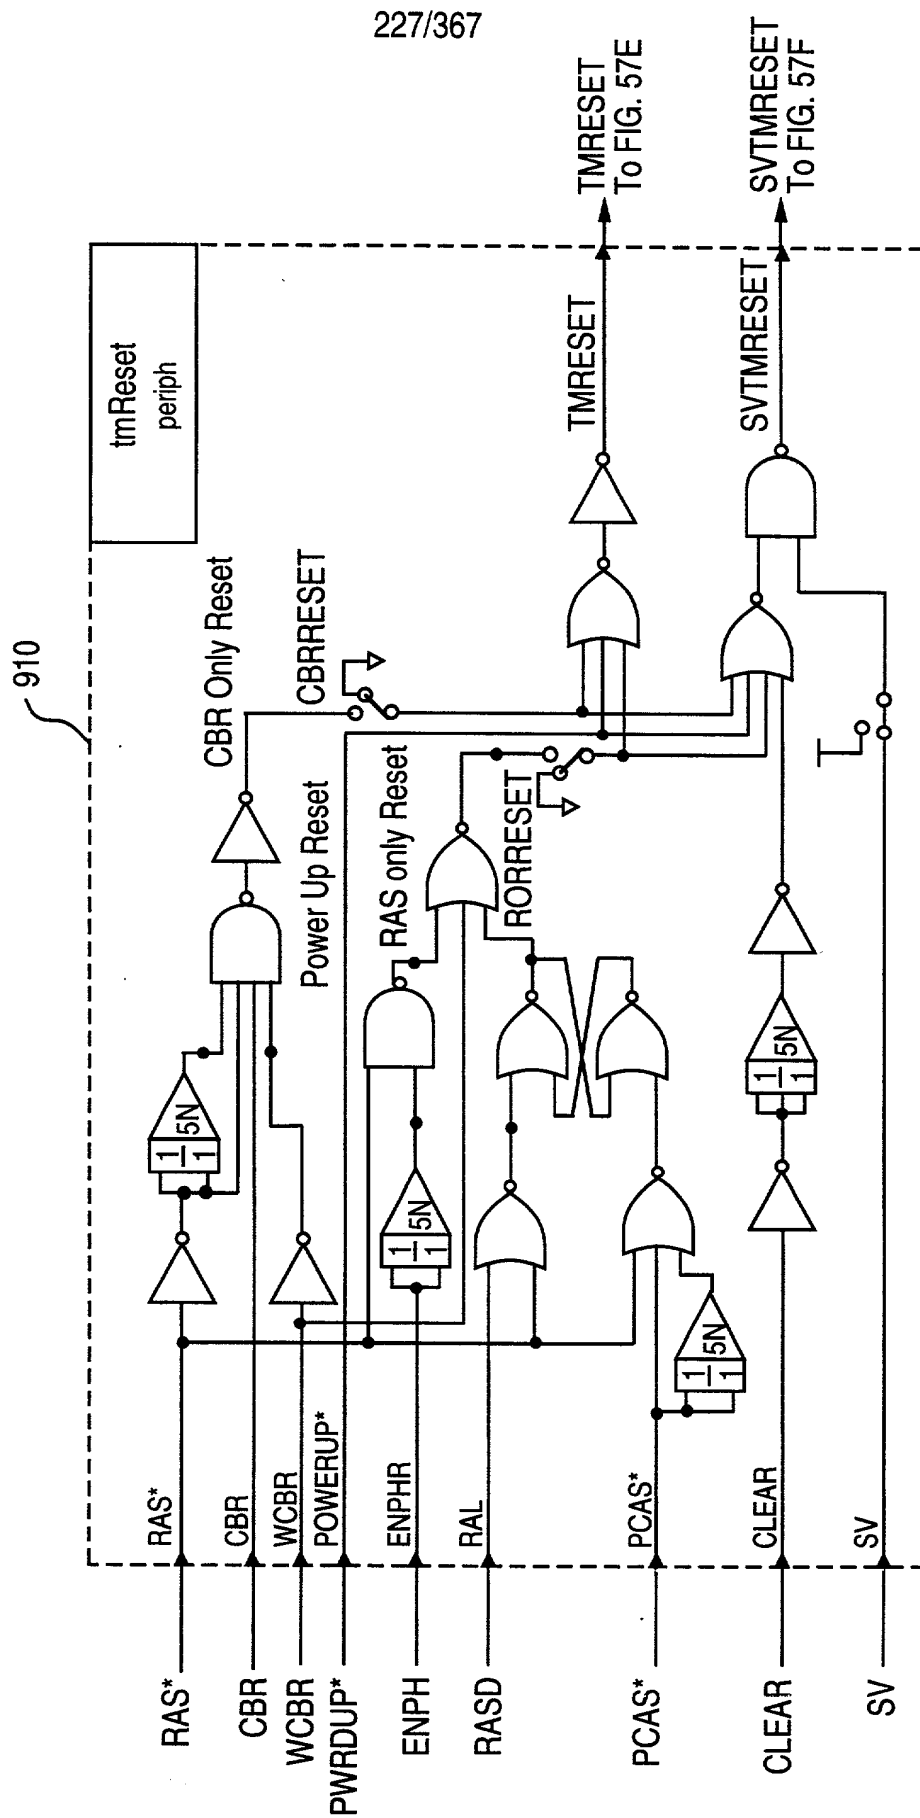 227/367
910
tmReset
periph
CBR Only Reset
CBRRESET
Power Up Reset
RAS only Reset
RORRESET
TMRESET
TMRESET
To FIG. 57E
SVTMRESET
SVTMRESET
To FIG. 57F
1
1
5N
1
1
5N
1
1
5N
1
1
5N
RAS*
RAS*
CBR
CBR
WCBR
WCBR
PWRDUP*
POWERUP*
ENPH
ENPHR
RASD
RAL
PCAS*
PCAS*
CLEAR
CLEAR
SV
SV